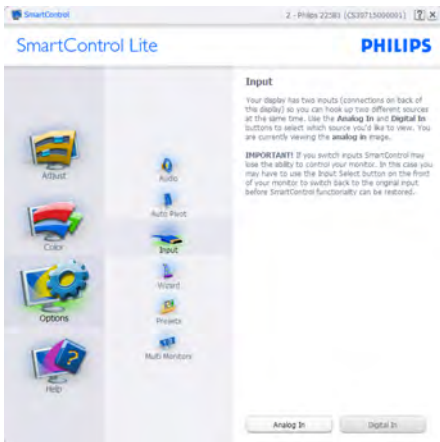 SmartControl
2 - Philips 225B1 (CS30715000001)
SmartControl Lite
PHILIPS
Adjust
Color
Options
Help
Audio
Auto Pivot
Input
Wizard
Presets
Multi Monitors
Input
Your display has two inputs (connections on back of
this display) so you can hook up two different sources
at the same time. Use the Analog In and Digital In
buttons to select which source you'd like to view. You
are currently viewing the analog in image.
IMPORTANT! If you switch inputs SmartControl may
lose the ability to control your monitor. In this case you
may have to use the Input Select button on the front
of your monitor to switch back to the original input
before SmartControl functionality can be restored.
Analog In
Digital In